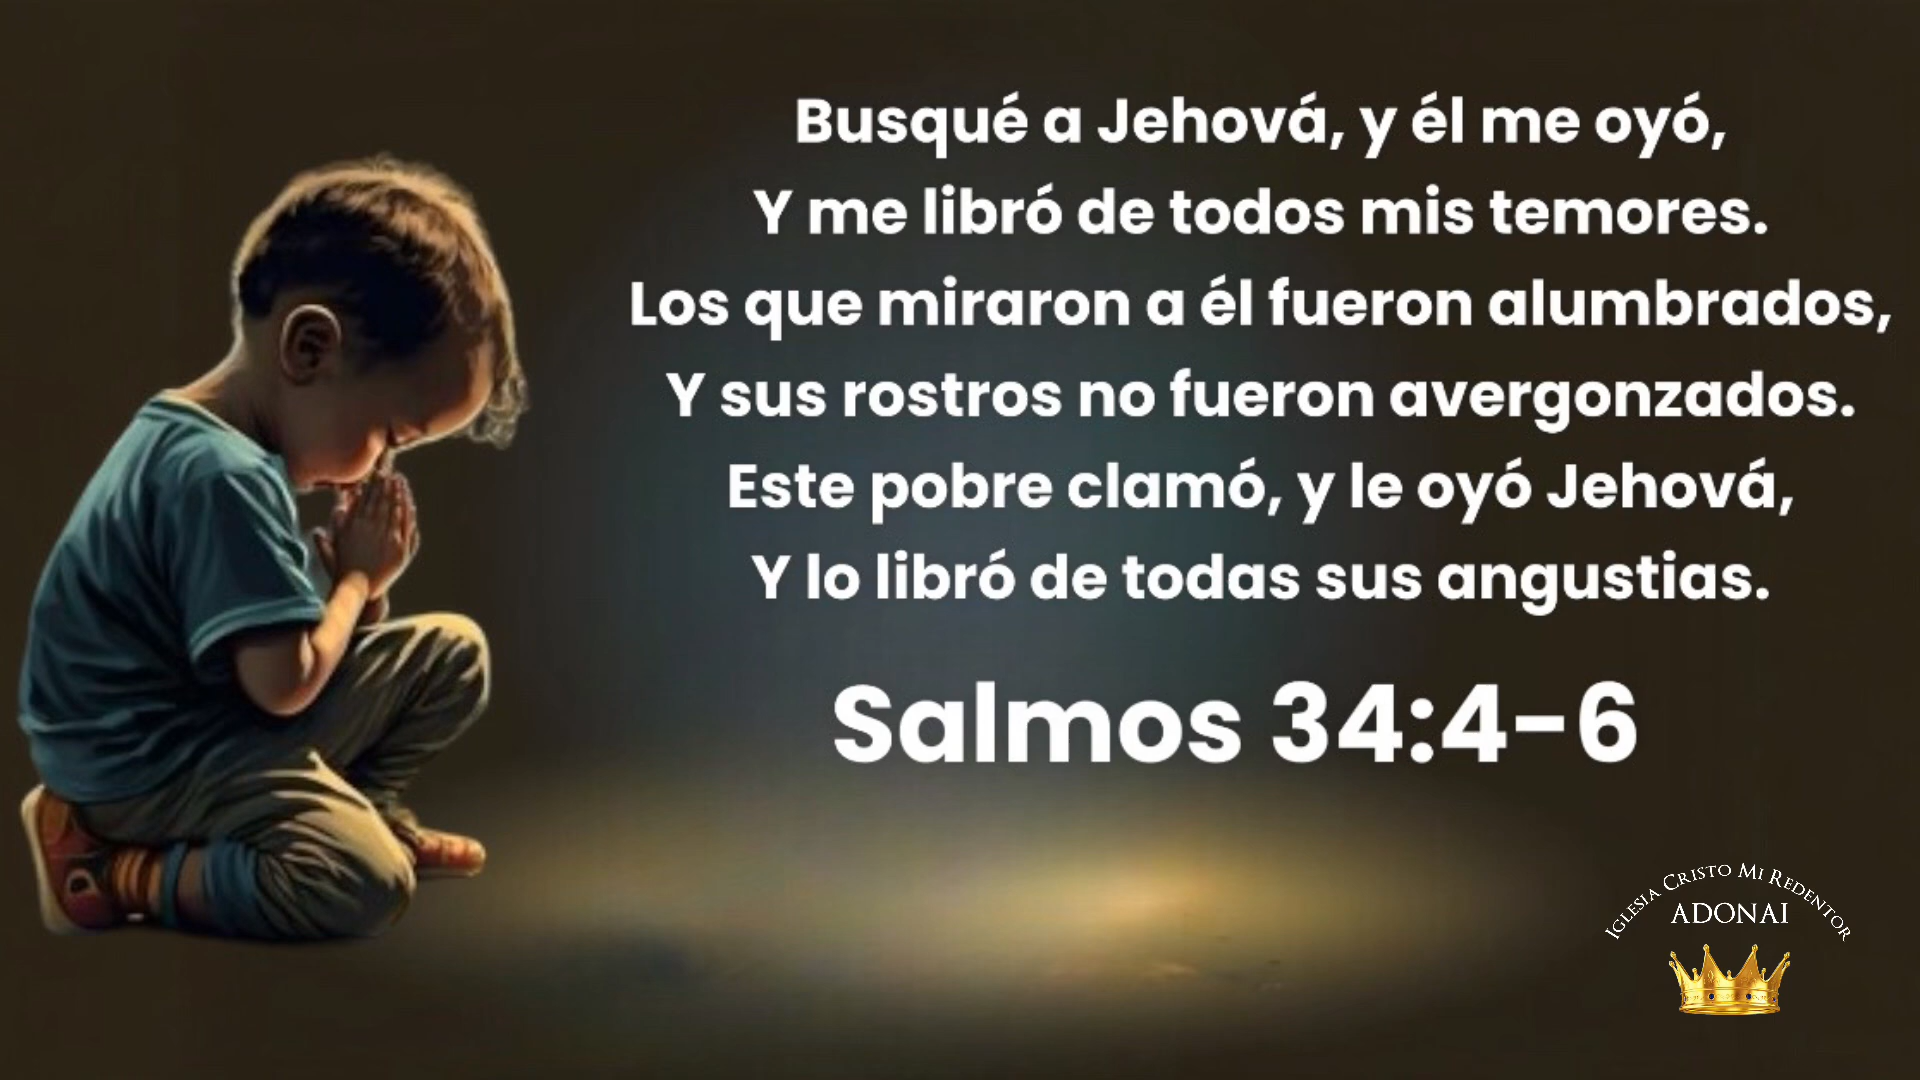 Busqué a Jehová, y él me oyó,
Y me libró de todos mis temores.
Los que miraron a él fueron alumbrados,
Y sus rostros no fueron avergonzados.
Este pobre clamó, y le oyó Jehová,
Y lo libró de todas sus angustias.
Salmos 34:4-6
Iglesia Cristo Mi Redentor
ADONAI